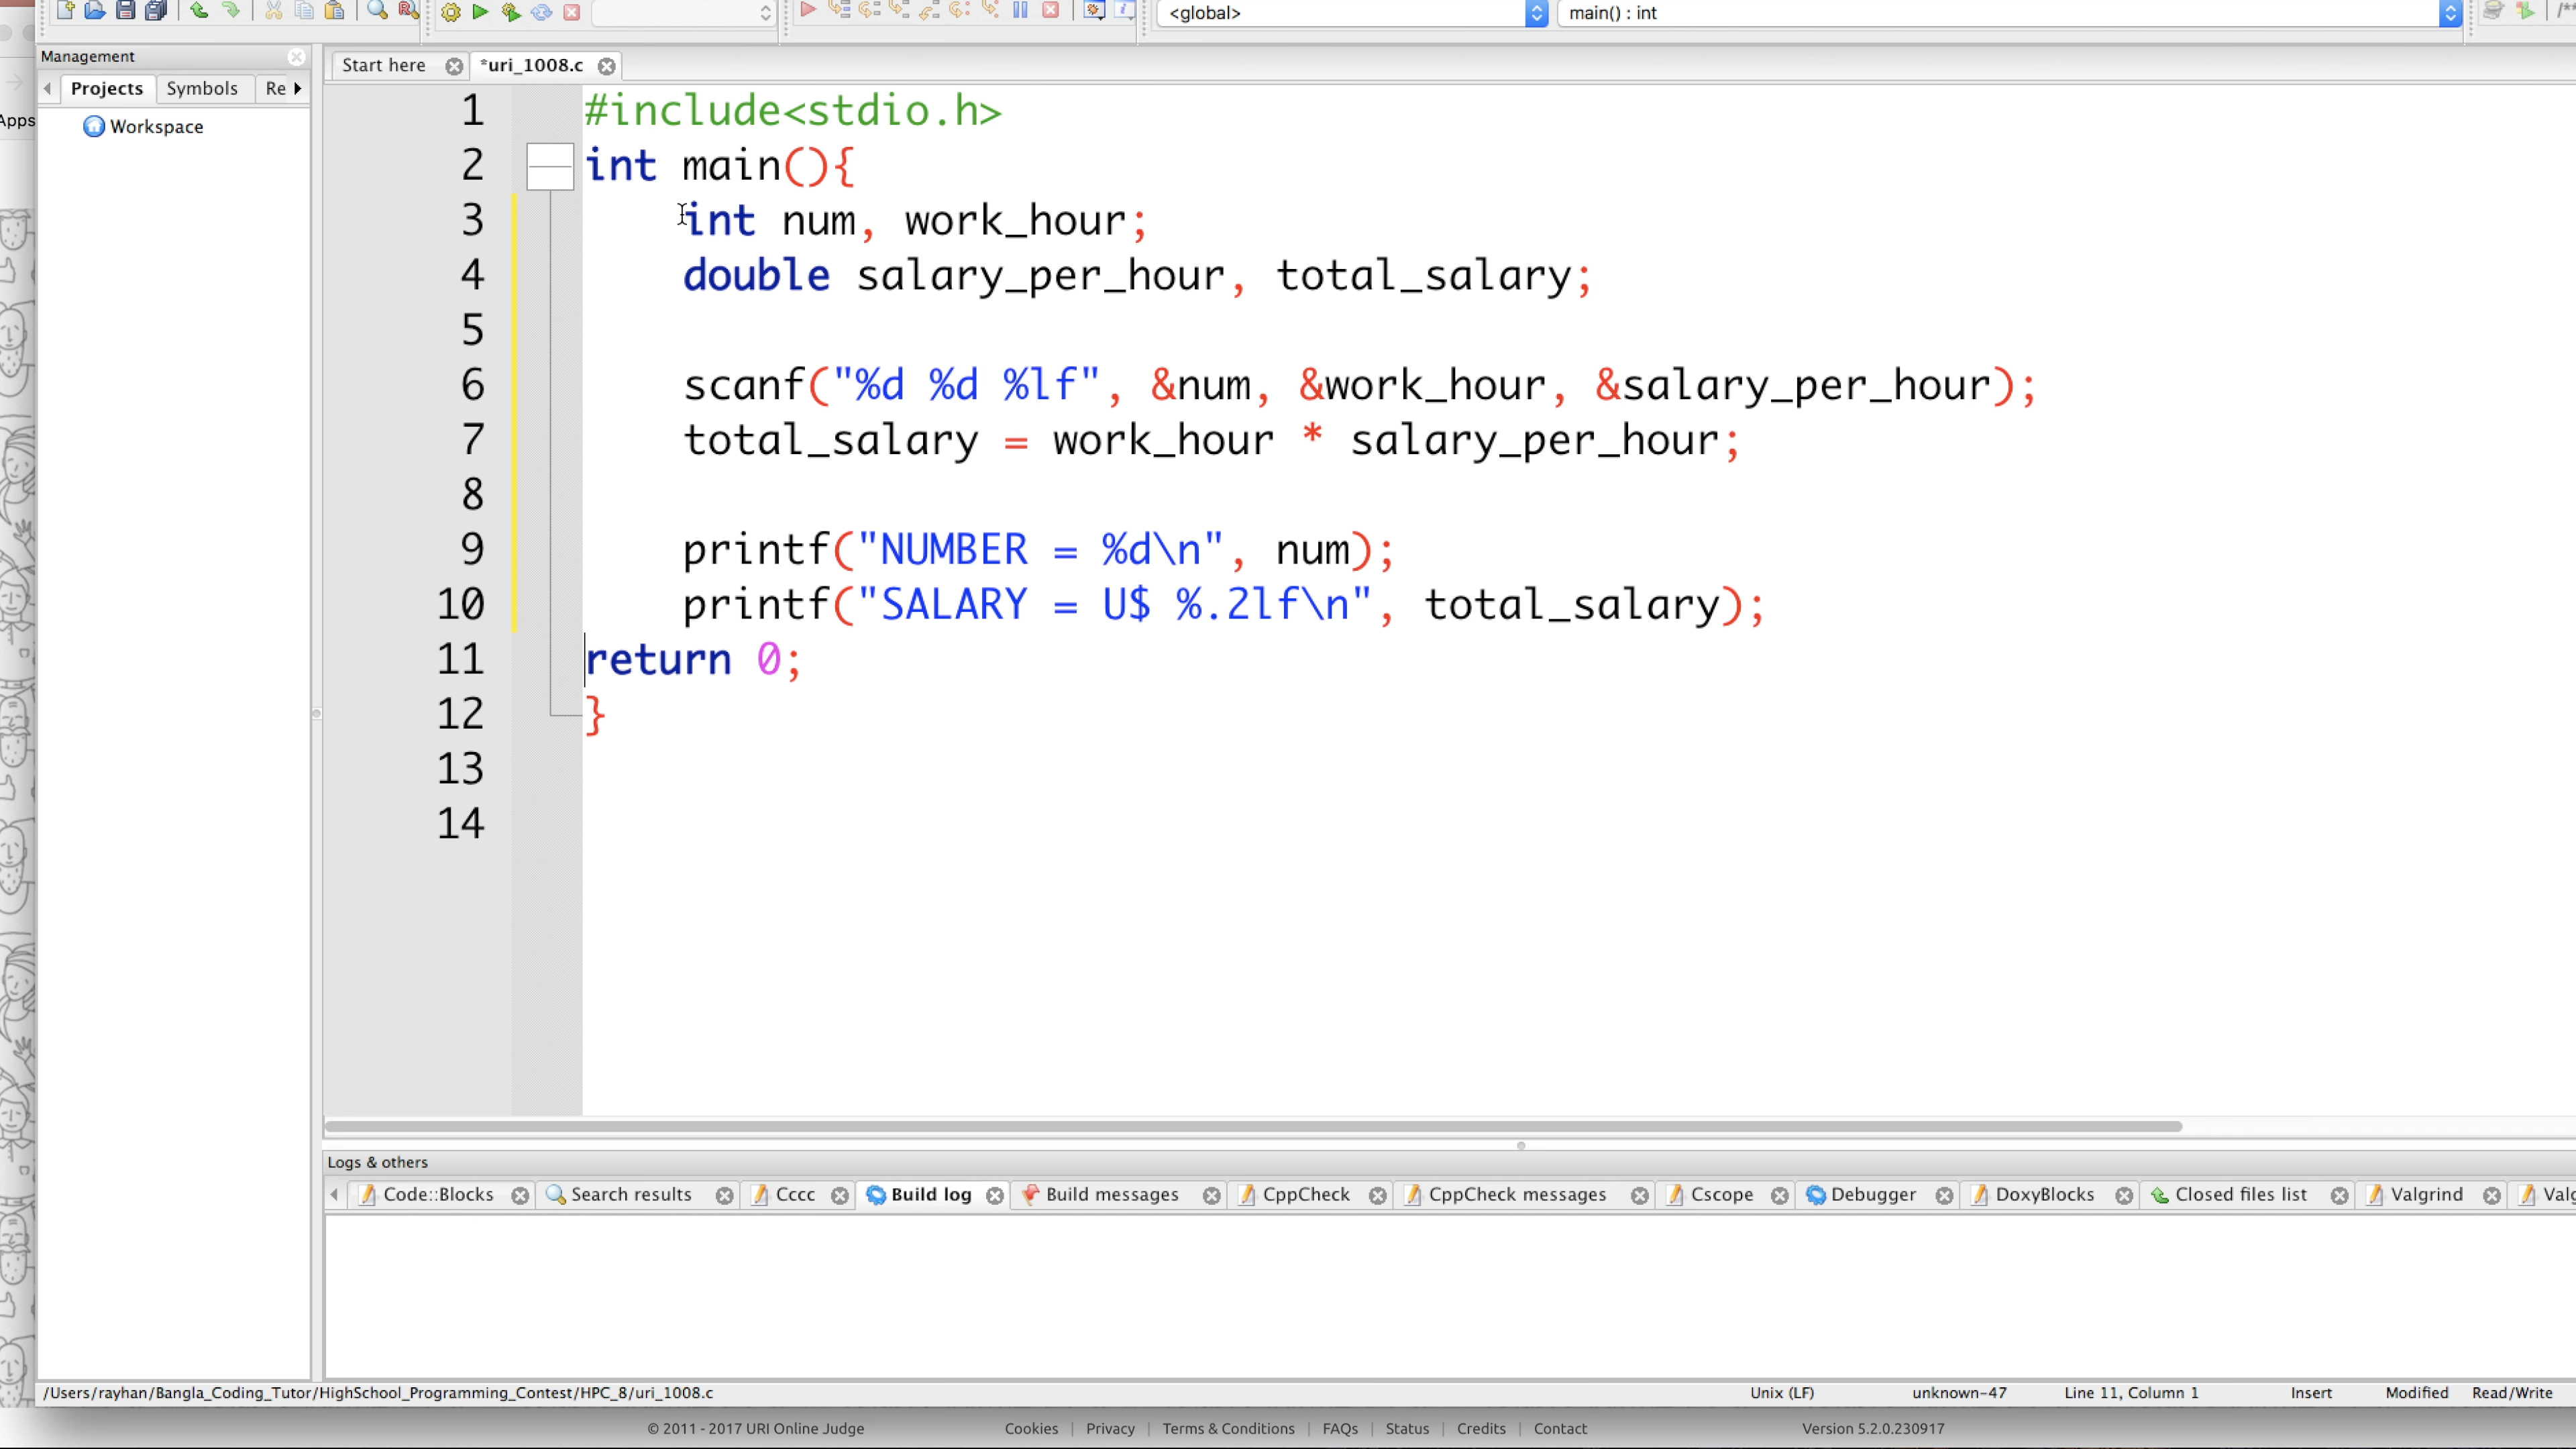 <global>
main() : int
/**
Management
Start here
*uri_1008.c
Projects
Symbols
Re
Apps
Workspace
1 #include<stdio.h>
2 int main(){
3 int num, work_hour;
4 double salary_per_hour, total_salary;
5
6 scanf("%d %d %lf", &num, &work_hour, &salary_per_hour);
7 total_salary = work_hour * salary_per_hour;
8
9 printf("NUMBER = %d\n", num);
10 printf("SALARY = U$ %.2lf\n", total_salary);
11 return 0;
12 }
13
14
Logs & others
Code::Blocks
Search results
Cccc
Build log
Build messages
CppCheck
CppCheck messages
Cscope
Debugger
DoxyBlocks
Closed files list
Valgrind
Valg
/Users/rayhan/Bangla_Coding_Tutor/HighSchool_Programming_Contest/HPC_8/uri_1008.c
Unix (LF)
unknown-47
Line 11, Column 1
Insert
Modified
Read/Write
© 2011 - 2017 URI Online Judge
Cookies | Privacy | Terms & Conditions | FAQs | Status | Credits | Contact
Version 5.2.0.230917